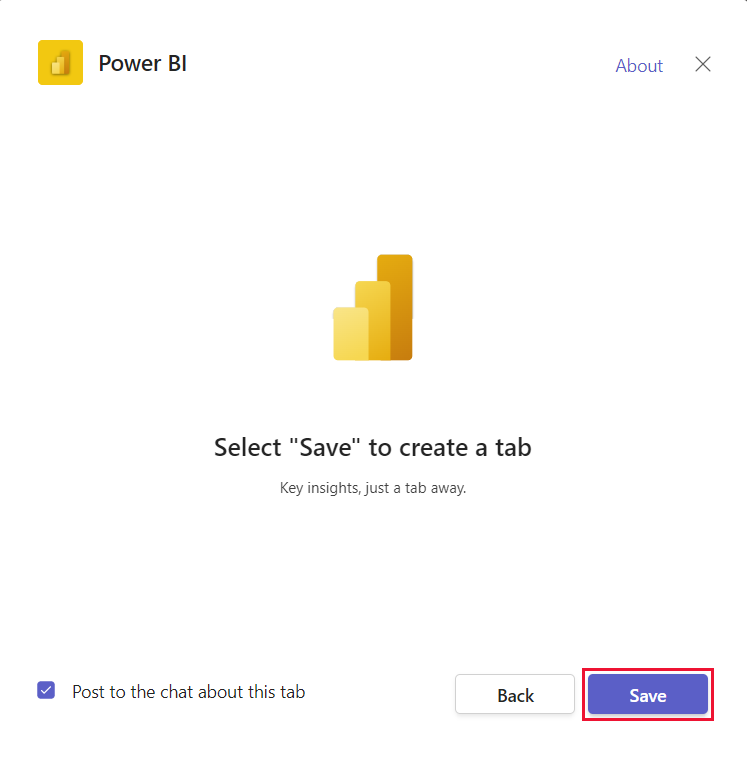 Power BI
About
Select "Save" to create a tab
Key insights, just a tab away.
Post to the chat about this tab
Back
Save